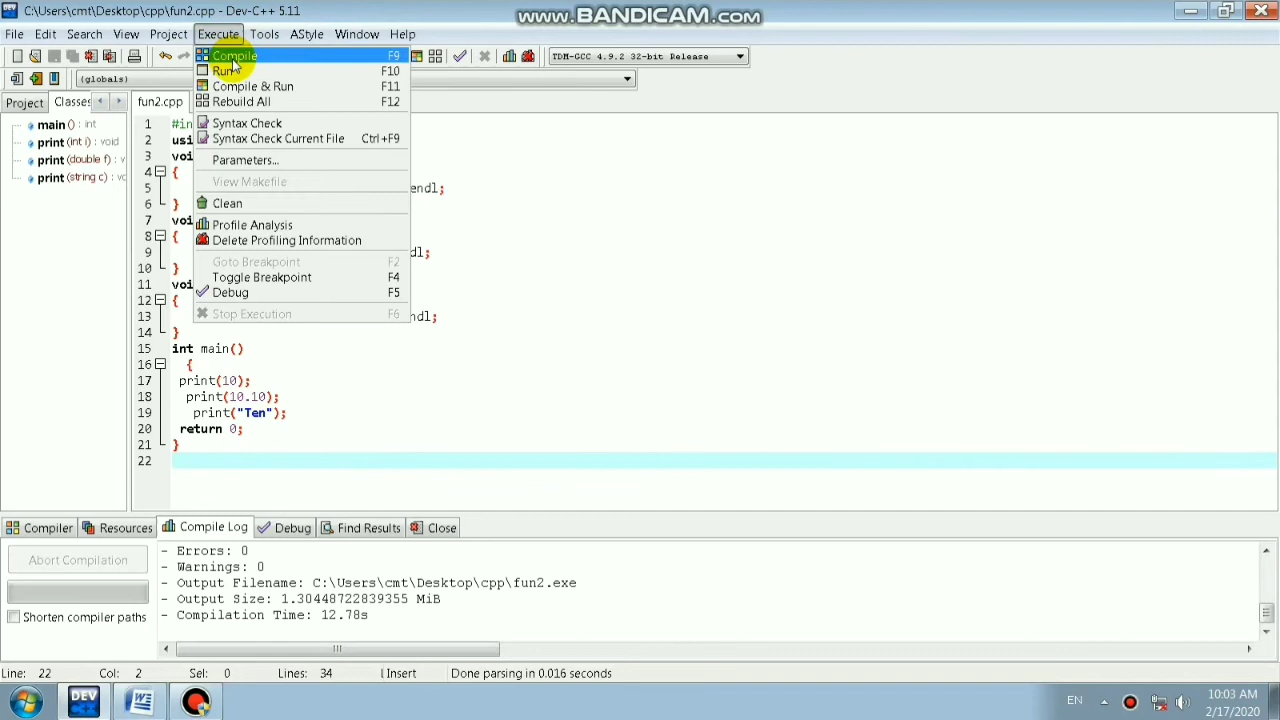 C:\Users\cmt\Desktop\cpp\fun2.cpp - Dev-C++ 5.11
www.BANDICAM.com
File Edit Search View Project Execute Tools AStyle Window Help
TDM-GCC 4.9.2 32-bit Release
(globals)
Project Classes fun2.cpp
Compile F9
Run F10
Compile & Run F11
Rebuild All F12
Syntax Check
Syntax Check Current File Ctrl+F9
Parameters...
View Makefile
Clean
Profile Analysis
Delete Profiling Information
Goto Breakpoint F2
Toggle Breakpoint F4
Debug F5
Stop Execution F6
main () : int
print (int i) : void
print (double f) : v
print (string c) : vo
1 #in
2 usi
3 voi
4 {
5 endl;
6 }
7 voi
8 {
9 dl;
10 }
11 voi
12 {
13 dl;
14 }
15 int main()
16 {
17 print(10);
18 print(10.10);
19 print("Ten");
20 return 0;
21 }
22
Compiler Resources Compile Log Debug Find Results Close
Abort Compilation
Shorten compiler paths
- Errors: 0
- Warnings: 0
- Output Filename: C:\Users\cmt\Desktop\cpp\fun2.exe
- Output Size: 1.30448722839355 MiB
- Compilation Time: 12.78s
Line: 22 Col: 2 Sel: 0 Lines: 34 Insert Done parsing in 0.016 seconds
DEV
EN
10:03 AM
2/17/2020